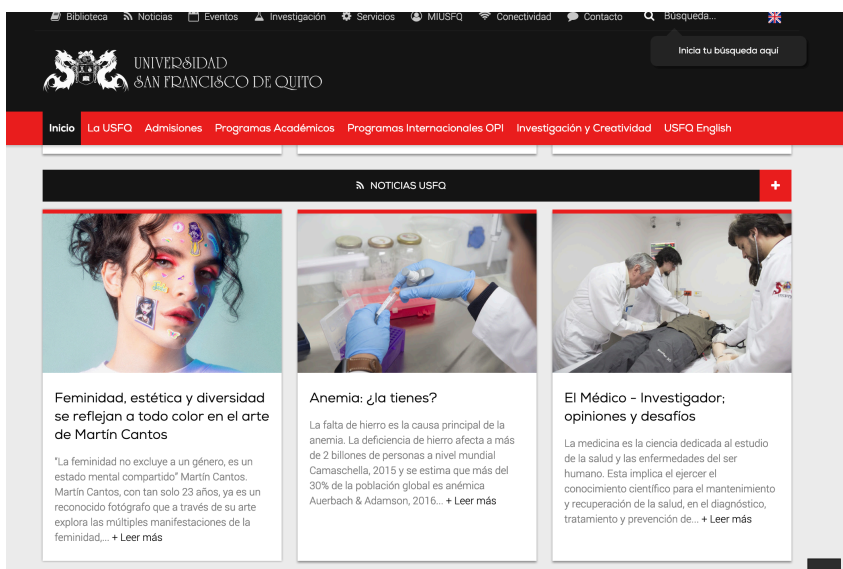 Biblioteca Noticias Eventos Investigación Servicios MIUSFQ Conectividad Contacto Búsqueda...
Inicia tu búsqueda aquí
UNIVERSIDAD
SAN FRANCISCO DE QUITO
Inicio La USFQ Admisiones Programas Académicos Programas Internacionales OPI Investigación y Creatividad USFQ English
NOTICIAS USFQ
+
Feminidad, estética y diversidad
se reflejan a todo color en el arte
de Martín Cantos
"La feminidad no excluye a un género, es un
estado mental compartido" Martín Cantos.
Martín Cantos, con tan solo 23 años, ya es un
reconocido fotógrafo que a través de su arte
explora las múltiples manifestaciones de la
feminidad,... + Leer más
Anemia: ¿la tienes?
La falta de hierro es la causa principal de la
anemia. La deficiencia de hierro afecta a más
de 2 billones de personas a nivel mundial
Camaschella, 2015 y se estima que más del
30% de la población global es anémica
Auerbach & Adamson, 2016... + Leer más
El Médico - Investigador;
opiniones y desafíos
La medicina es la ciencia dedicada al estudio
de la salud y las enfermedades del ser
humano. Esta implica el ejercer el
conocimiento científico para el mantenimiento
y recuperación de la salud, en el diagnóstico,
tratamiento y prevención de... + Leer más